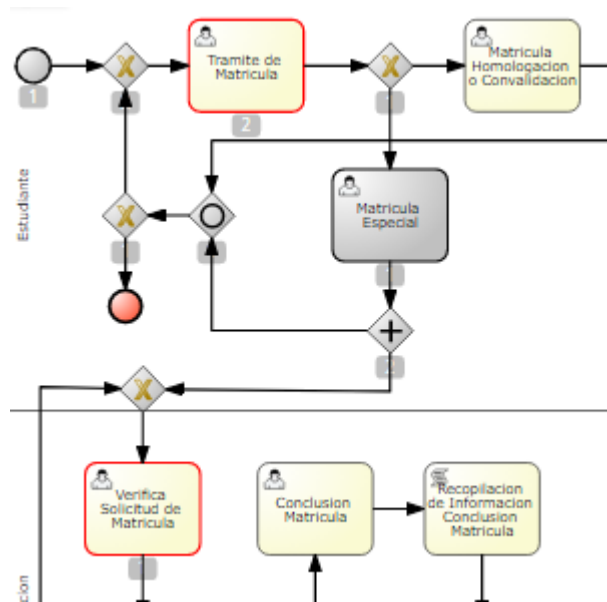 Tramite de
Matricula
Matricula
Homologacion
o Convalidacion
1
2
Estudiante
Matricula
Especial
2
Verifica
Solicitud de
Matricula
Conclusion
Matricula
Recopilacion
de Informacion
Conclusion
Matricula
cion